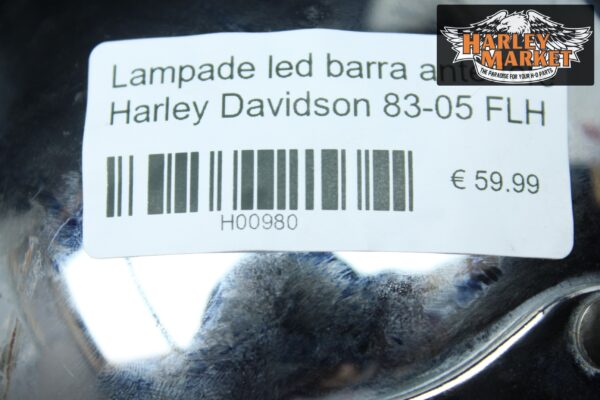 HARLEY
MARKET
THE PARADISE FOR YOUR H-D PARTS
Lampade led barra
Harley Davidson 83-05 FLH
€ 59.99
H00980